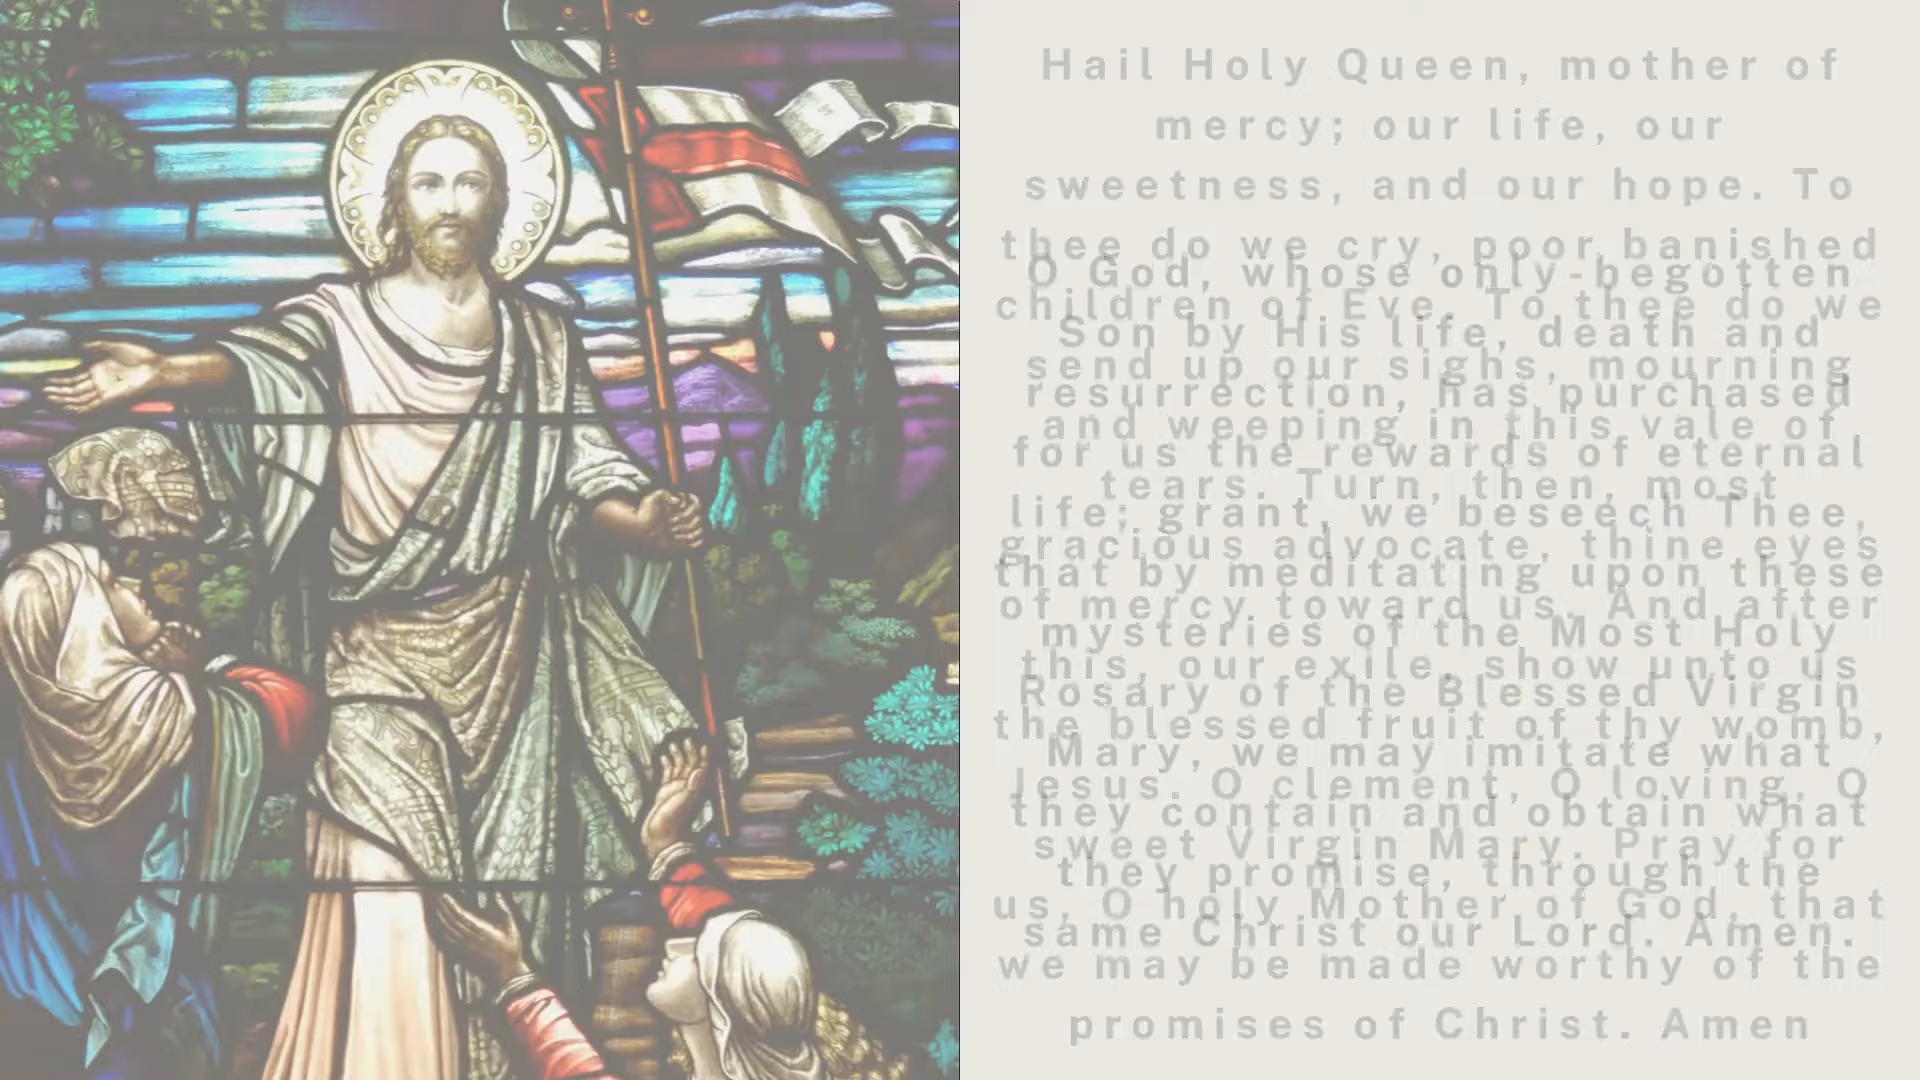 Hail Holy Queen, mother of
mercy; our life, our
sweetness, and our hope. To
thee do we cry, poor banished
children of Eve. To thee do we
send up our sighs, mourning
and weeping in this vale of
tears. Turn, then, most
gracious advocate, thine eyes
of mercy toward us. And after
this, our exile, show unto us
the blessed fruit of thy womb,
Jesus. O clement, O loving, O
sweet Virgin Mary. Pray for
us, O holy Mother of God, that
we may be made worthy of the
promises of Christ. Amen
O God, whose only-begotten
Son by His life, death and
resurrection, has purchased
for us the rewards of eternal
life; grant, we beseech Thee,
that by meditating upon these
mysteries of the Most Holy
Rosary of the Blessed Virgin
Mary, we may imitate what
they contain and obtain what
they promise, through the
same Christ our Lord. Amen.